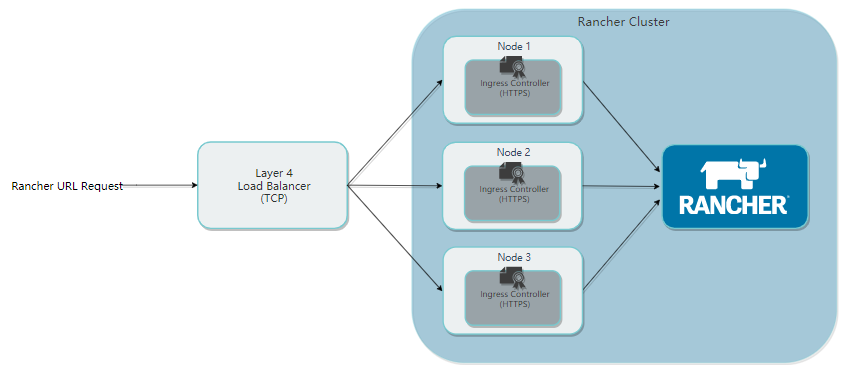 Rancher Cluster
Node 1
Ingress Controller
(HTTPS)
Node 2
Ingress Controller
(HTTPS)
Layer 4
Load Balancer
(TCP)
Rancher URL Request
RANCHER
Node 3
Ingress Controller
(HTTPS)